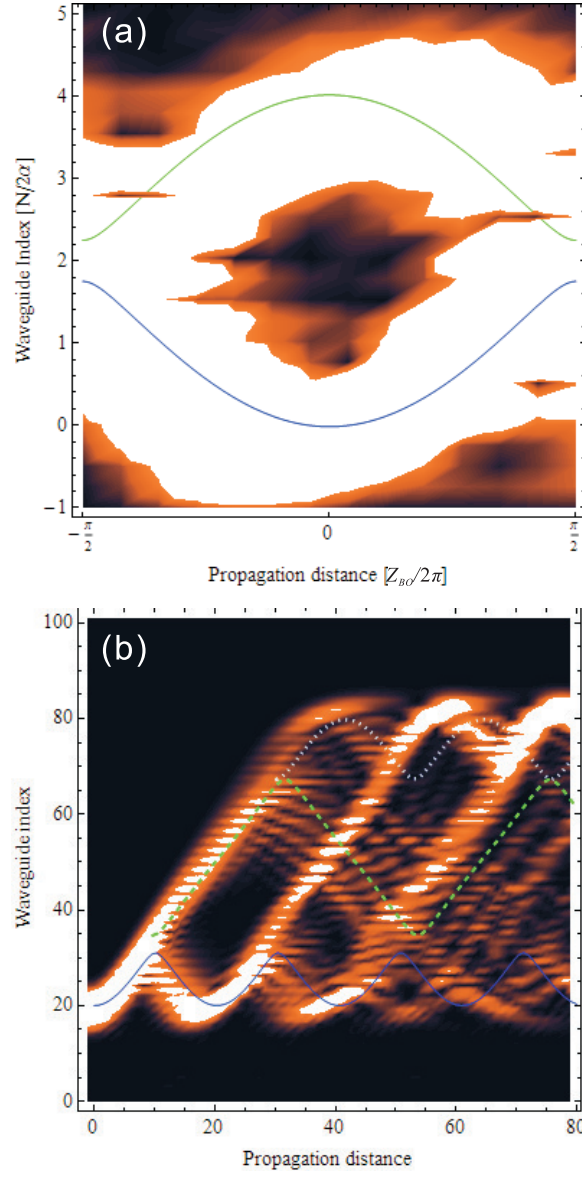 (a)
5
4
3
2
1
0
−1
Waveguide Index [N/2α]
−π/2
0
π/2
Propagation distance [Z_BO/2π]
(b)
100
80
60
40
20
0
Waveguide index
0
20
40
60
80
Propagation distance